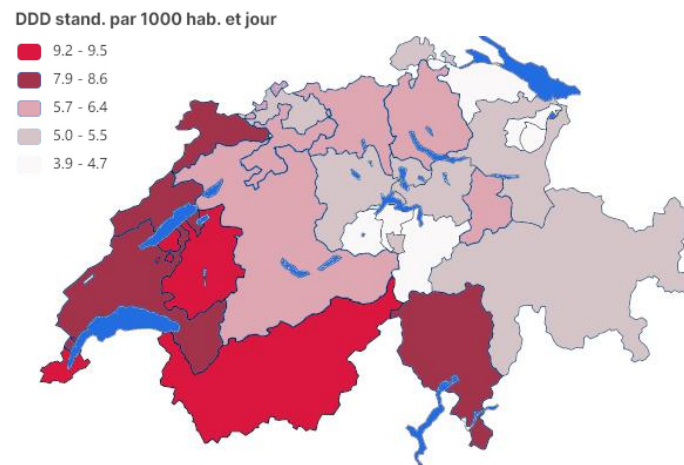 DDD stand. par 1000 hab. et jour
9.2 - 9.5
7.9 - 8.6
5.7 - 6.4
5.0 - 5.5
3.9 - 4.7